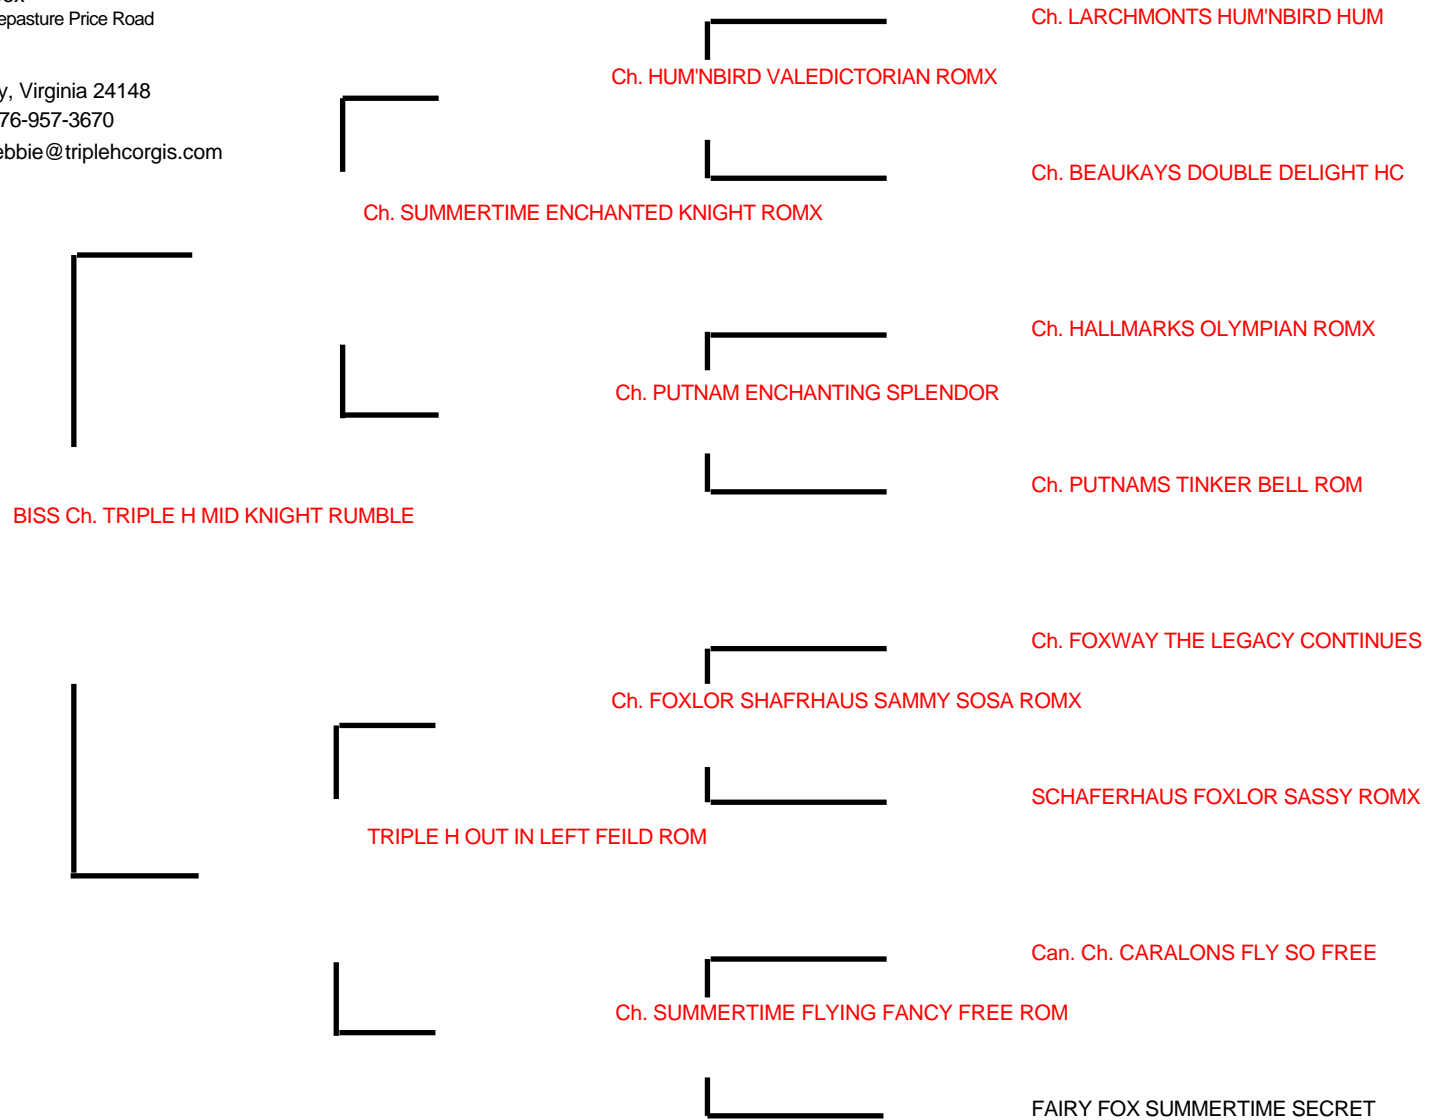 epasture Price Road
y, Virginia 24148
76-957-3670
ebbie@triplehcorgis.com
Ch. LARCHMONTS HUM'NBIRD HUM
Ch. HUM'NBIRD VALEDICTORIAN ROMX
Ch. BEAUKAYS DOUBLE DELIGHT HC
Ch. SUMMERTIME ENCHANTED KNIGHT ROMX
Ch. HALLMARKS OLYMPIAN ROMX
Ch. PUTNAM ENCHANTING SPLENDOR
Ch. PUTNAMS TINKER BELL ROM
BISS Ch. TRIPLE H MID KNIGHT RUMBLE
Ch. FOXWAY THE LEGACY CONTINUES
Ch. FOXLOR SHAFRHAUS SAMMY SOSA ROMX
SCHAFERHAUS FOXLOR SASSY ROMX
TRIPLE H OUT IN LEFT FEILD ROM
Can. Ch. CARALONS FLY SO FREE
Ch. SUMMERTIME FLYING FANCY FREE ROM
FAIRY FOX SUMMERTIME SECRET